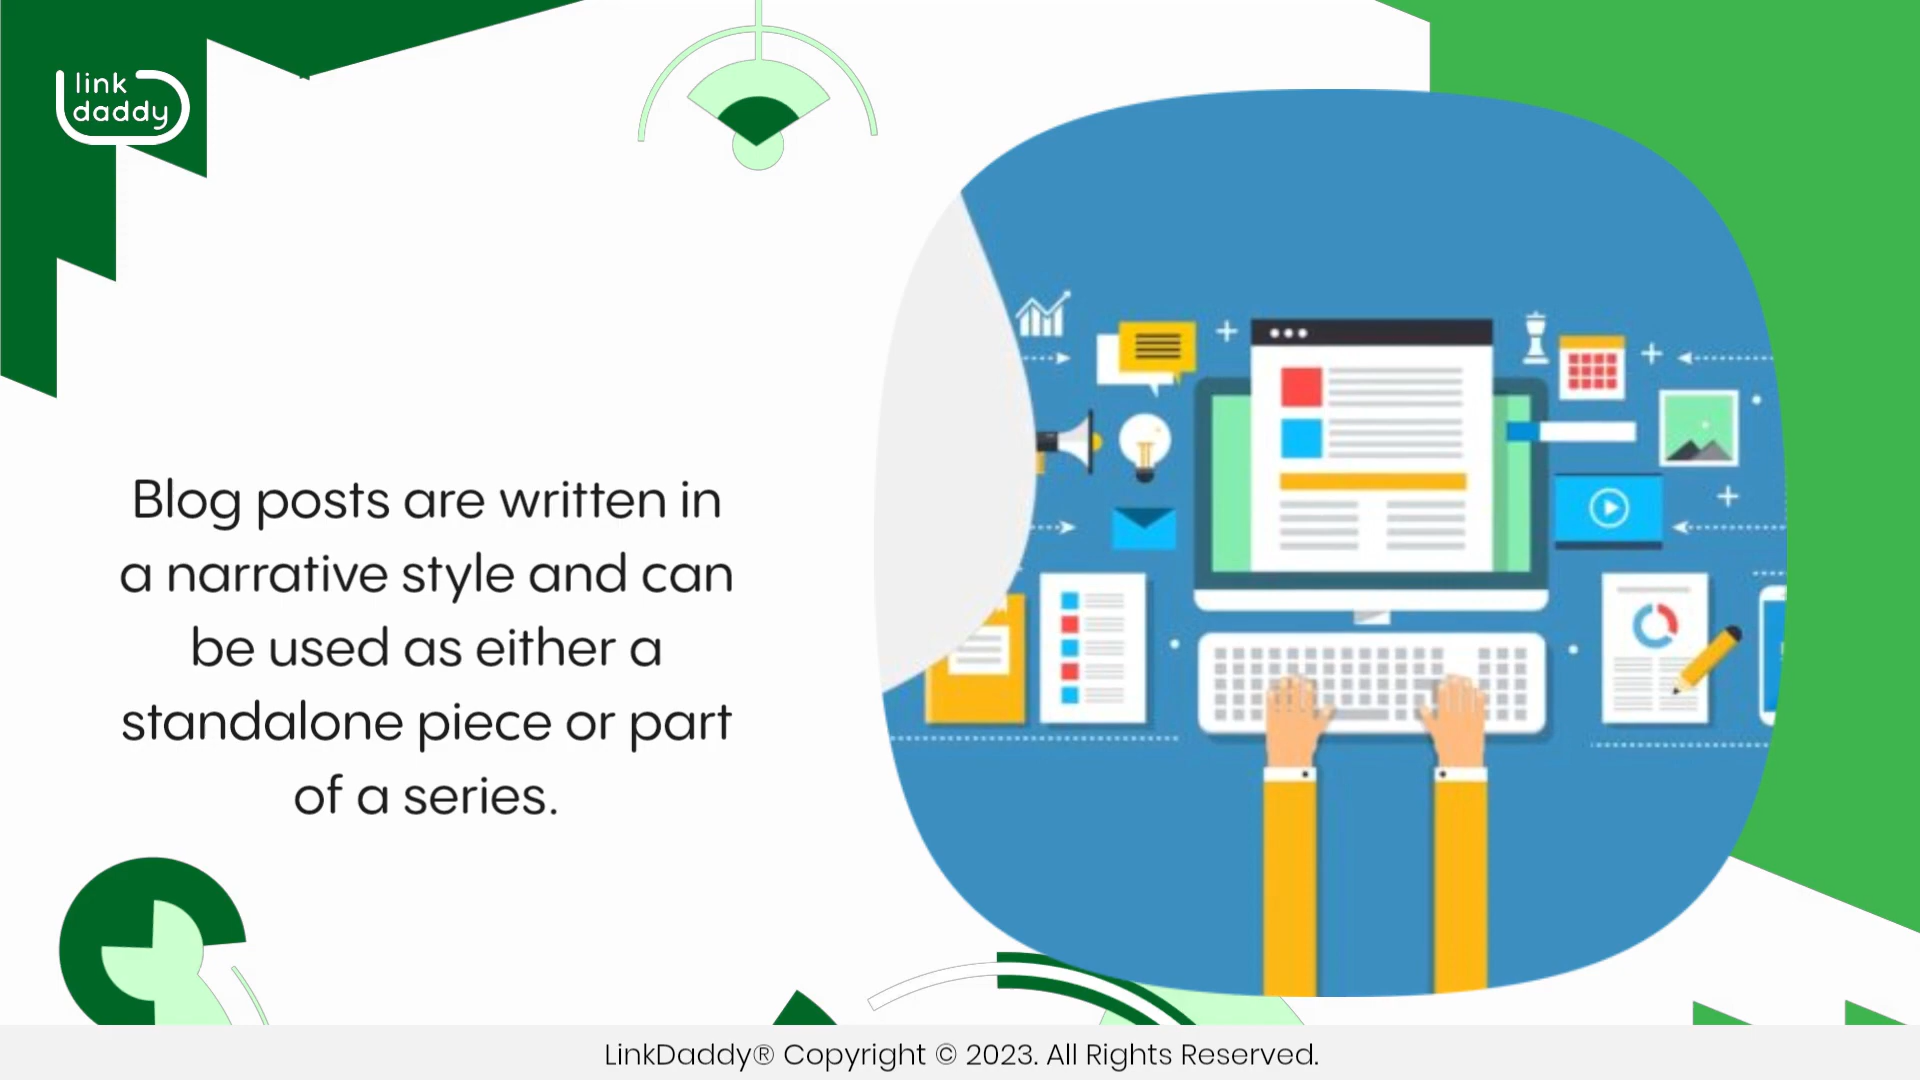 link
daddy
Blog posts are written in
a narrative style and can
be used as either a
standalone piece or part
of a series.
LinkDaddy® Copyright © 2023. All Rights Reserved.